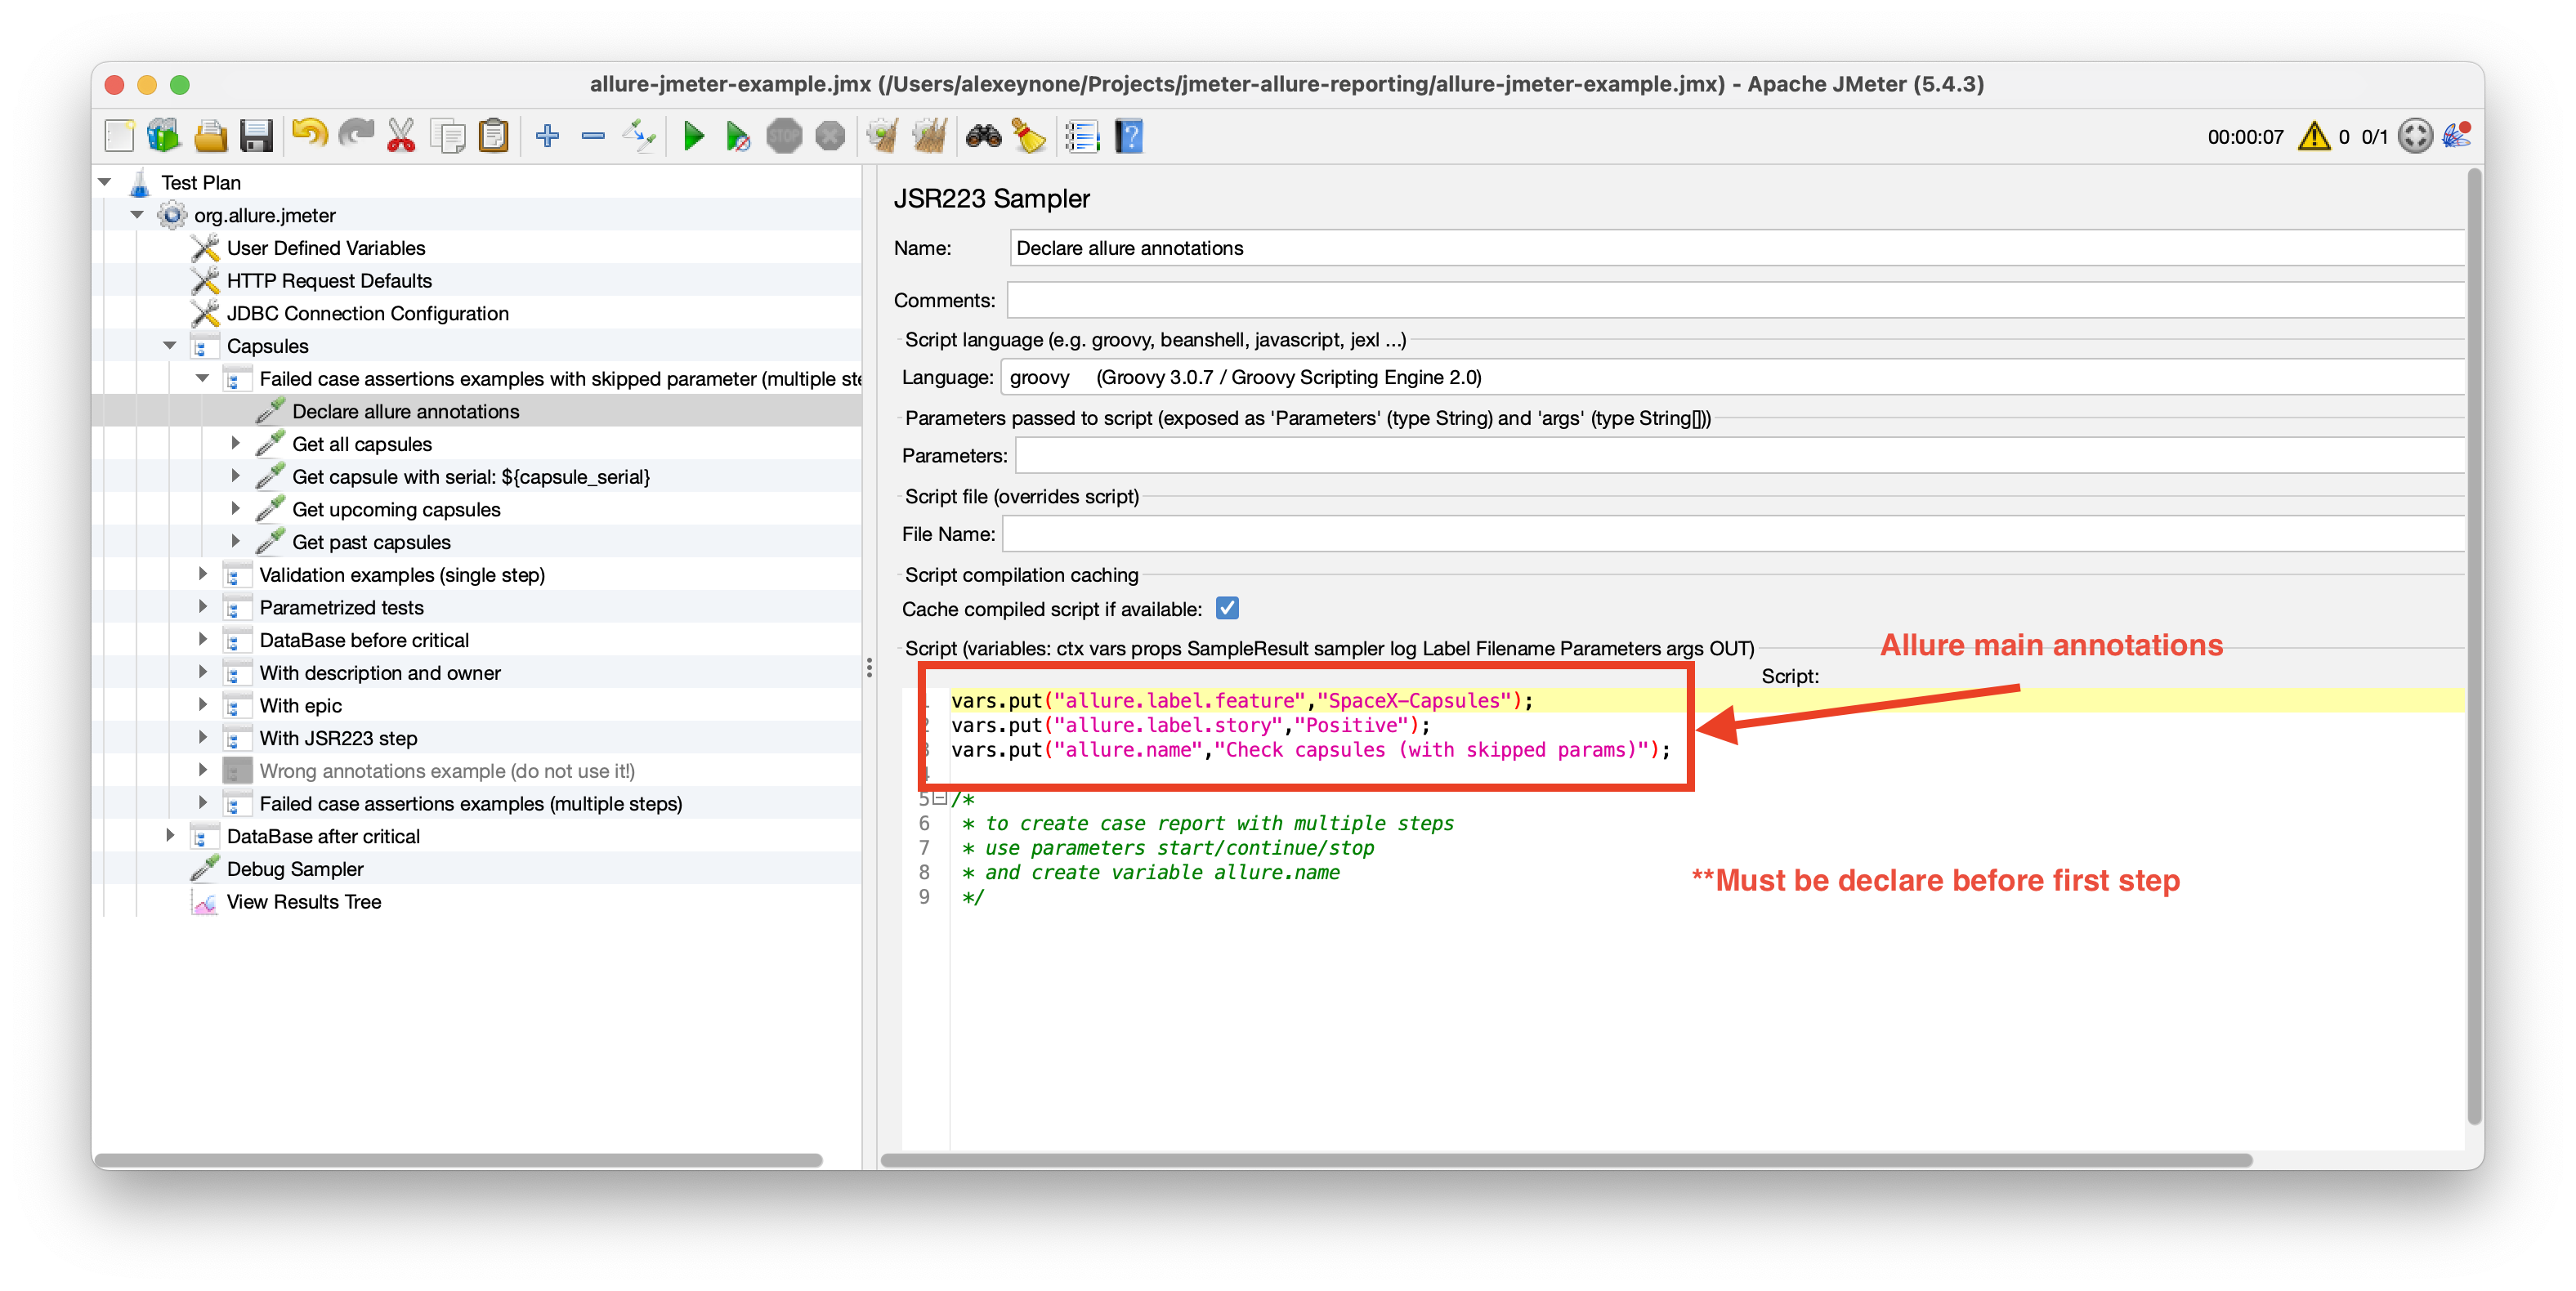 allure-jmeter-example.jmx (/Users/alexeynone/Projects/jmeter-allure-reporting/allure-jmeter-example.jmx) - Apache JMeter (5.4.3)
STOP
?
00:00:07 0 0/1
Test Plan
org.allure.jmeter
User Defined Variables
HTTP Request Defaults
JDBC Connection Configuration
Capsules
Failed case assertions examples with skipped parameter (multiple ste
Declare allure annotations
Get all capsules
Get capsule with serial: ${capsule_serial}
Get upcoming capsules
Get past capsules
Validation examples (single step)
Parametrized tests
DataBase before critical
With description and owner
With epic
With JSR223 step
Wrong annotations example (do not use it!)
Failed case assertions examples (multiple steps)
DataBase after critical
Debug Sampler
View Results Tree
JSR223 Sampler
Name: Declare allure annotations
Comments:
Script language (e.g. groovy, beanshell, javascript, jexl ...)
Language: groovy (Groovy 3.0.7 / Groovy Scripting Engine 2.0)
Parameters passed to script (exposed as 'Parameters' (type String) and 'args' (type String[]))
Parameters:
Script file (overrides script)
File Name:
Script compilation caching
Cache compiled script if available:
Script (variables: ctx vars props SampleResult sampler log Label Filename Parameters args OUT)
Allure main annotations
Script:
1 vars.put("allure.label.feature","SpaceX-Capsules");
2 vars.put("allure.label.story","Positive");
3 vars.put("allure.name","Check capsules (with skipped params)");
4
5 /*
6 * to create case report with multiple steps
7 * use parameters start/continue/stop
8 * and create variable allure.name
9 */
**Must be declare before first step